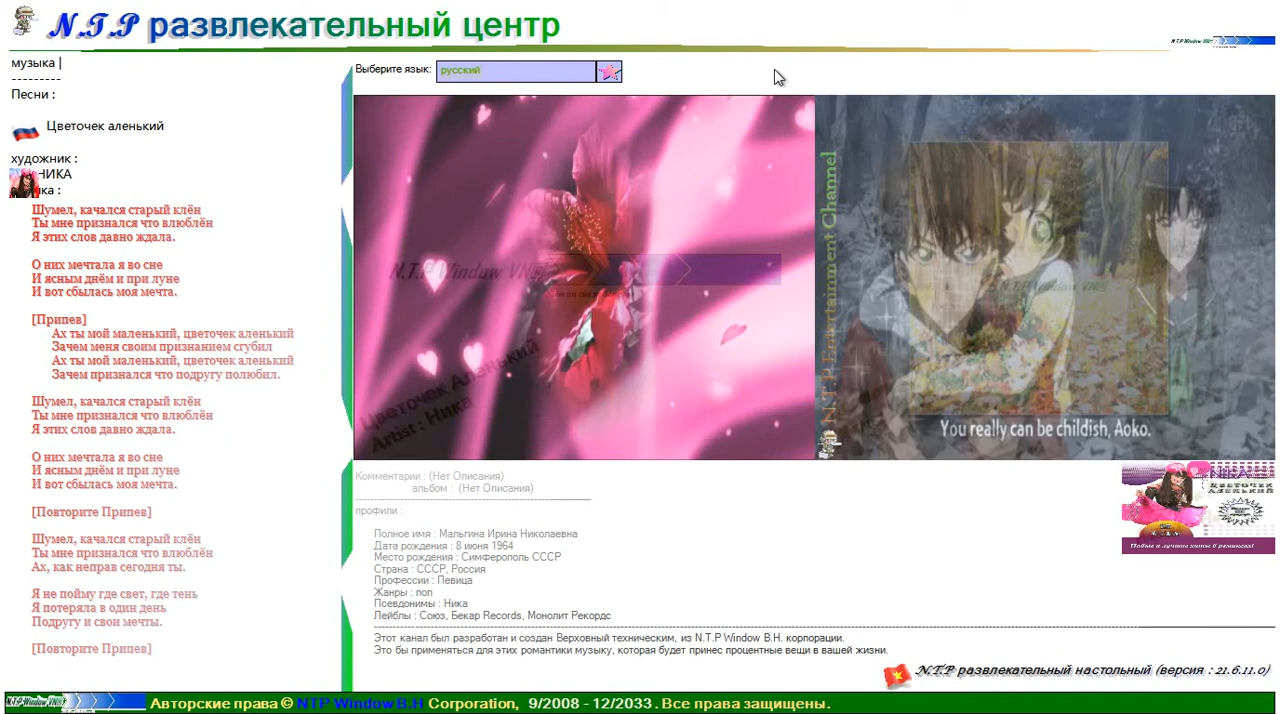 N.T.P развлекательный центр
музыка |
---------
Песни :
Цветочек аленький
художник :
НИКА
Шумел, качался старый клён
Ты мне признался что влюблён
Я этих слов давно ждала.
О них мечтала я во сне
И ясным днём и при луне
И вот сбылась моя мечта.
[Припев]
Ах ты мой маленький, цветочек аленький
Зачем меня своим признанием сгубил
Ах ты мой маленький, цветочек аленький
Зачем признался что подругу полюбил.
Шумел, качался старый клён
Ты мне признался что влюблён
Я этих слов давно ждала.
О них мечтала я во сне
И ясным днём и при луне
И вот сбылась моя мечта.
[Повторите Припев]
Шумел, качался старый клён
Ты мне признался что влюблён
Ах, как неправ сегодня ты.
Я не пойму где свет, где тень
Я потеряла в один день
Подругу и свои мечты.
[Повторите Припев]
Выберите язык: русский
N.T.P Window VN
Цветочек Аленький
Artist : Ника
N.T.P Entertainment Channel
You really can be childish, Aoko.
Комментарии : (Нет Описания)
альбом : (Нет Описания)
профили :
Полное имя : Мальгина Ирина Николаевна
Дата рождения : 8 июня 1964
Место рождения : Симферополь СССР
Страна : СССР, Россия
Профессии : Певица
Жанры : поп
Псевдонимы : Ника
Лейблы : Союз, Бекар Records, Монолит Рекордс
Этот канал был разработан и создан Верховный техническим, из N.T.P Window B.H. корпорации.
Это бы применяться для этих романтики музыку, которая будет принес процентные вещи в вашей жизни.
NIKA
ЦВЕТОЧЕК
АЛЕНЬКИЙ
N.T.P развлекательный настольный (версия : 21.6.11.0)
Авторские права © NTP Window B.H Corporation, 9/2008 - 12/2033 . Все права защищены.